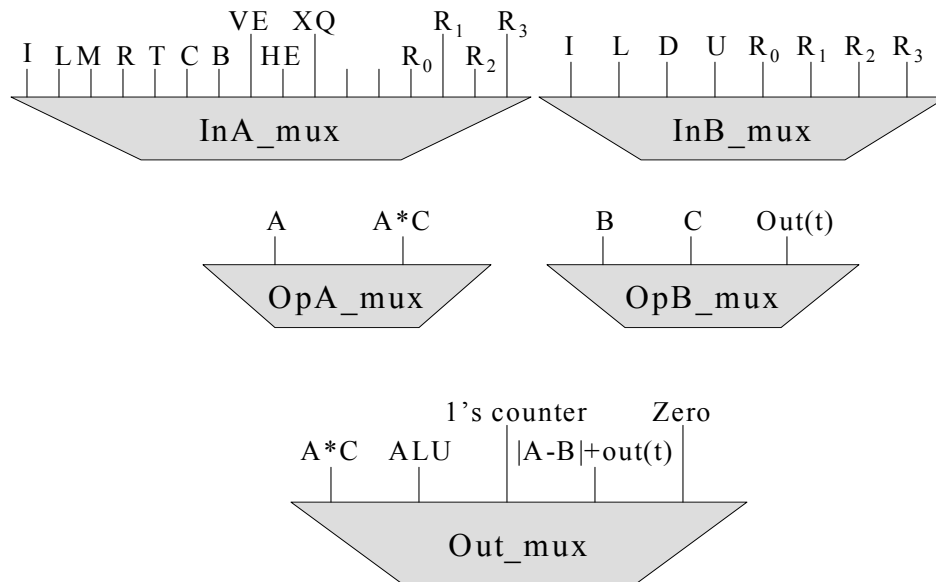 VE XQ R₁ R₃
I L M R T C B HE R₀ R₂
I L D U R₀ R₁ R₂ R₃
InA_mux InB_mux
A A*C B C Out(t)
OpA_mux OpB_mux
1's counter Zero
A*C ALU |A-B|+out(t)
Out_mux